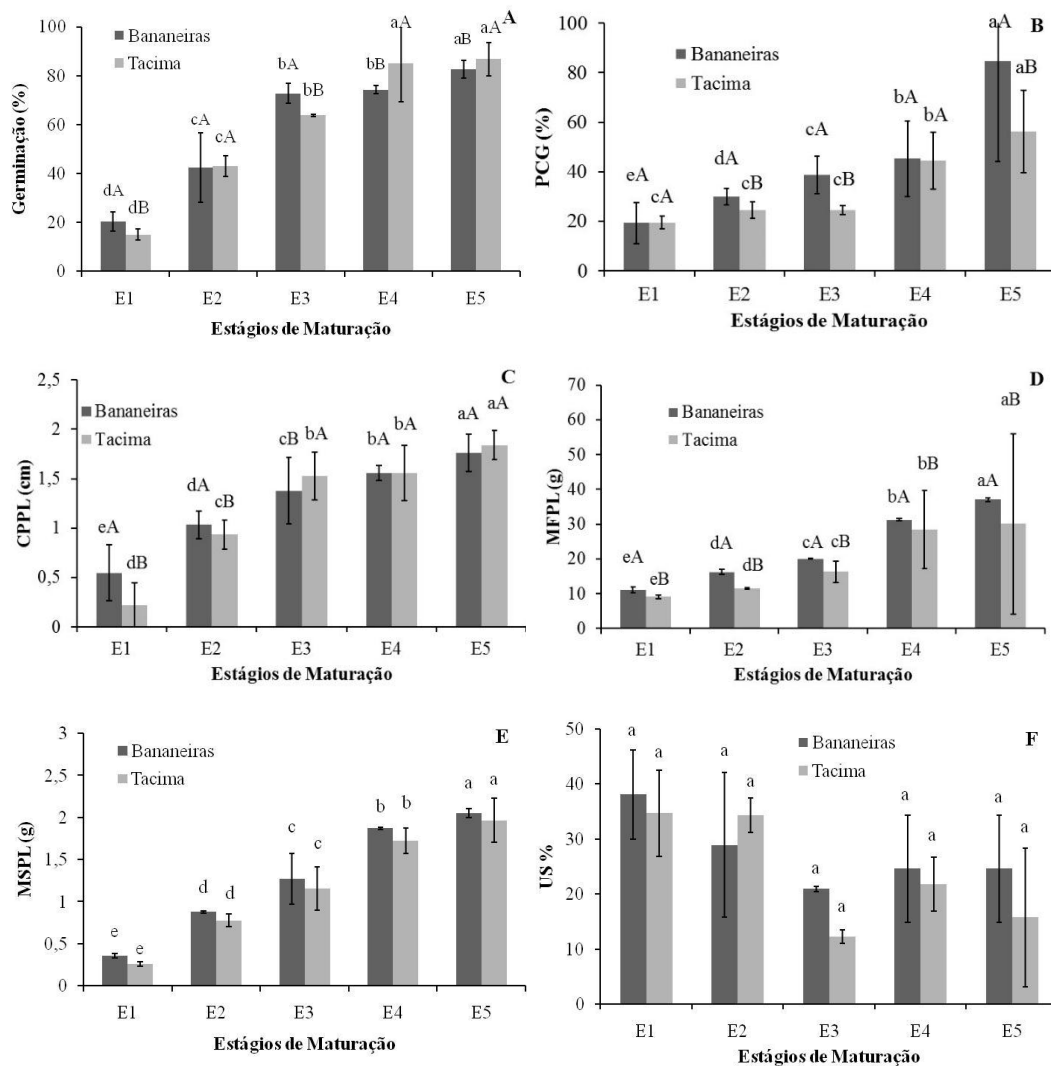 A
Bananeiras
Tacima
Germinação (%)
100
80
60
40
20
0
dA dB cA cA bA bB bB aA aB aA
E1 E2 E3 E4 E5
Estágios de Maturação
B
Bananeiras
Tacima
PCG (%)
100
80
60
40
20
0
eA cA dA cB cA cB bA bA aA aB
E1 E2 E3 E4 E5
Estágios de Maturação
C
Bananeiras
Tacima
CPPL (cm)
2,5
2
1,5
1
0,5
0
eA dB dA cB cB bA bA bA aA aA
E1 E2 E3 E4 E5
Estágios de Maturação
D
Bananeiras
Tacima
MFPL (g)
70
60
50
40
30
20
10
0
eA eB dA dB cA cB bA bB aA aB
E1 E2 E3 E4 E5
Estágios de Maturação
E
Bananeiras
Tacima
MSPL (g)
3
2,5
2
1,5
1
0,5
0
e e d d c c b b a a
E1 E2 E3 E4 E5
Estágios de Maturação
F
Bananeiras
Tacima
US %
50
40
30
20
10
0
a a a a a a a a a a
E1 E2 E3 E4 E5
Estágios de Maturação